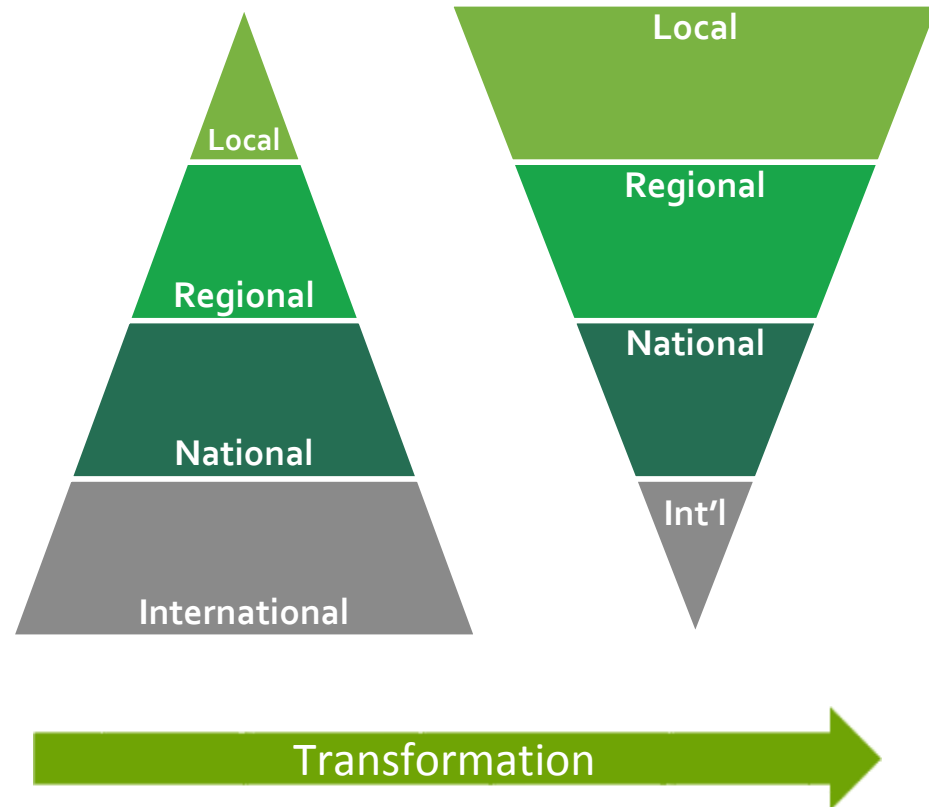 Local
Regional
National
International
Local
Regional
National
Int’l
Transformation